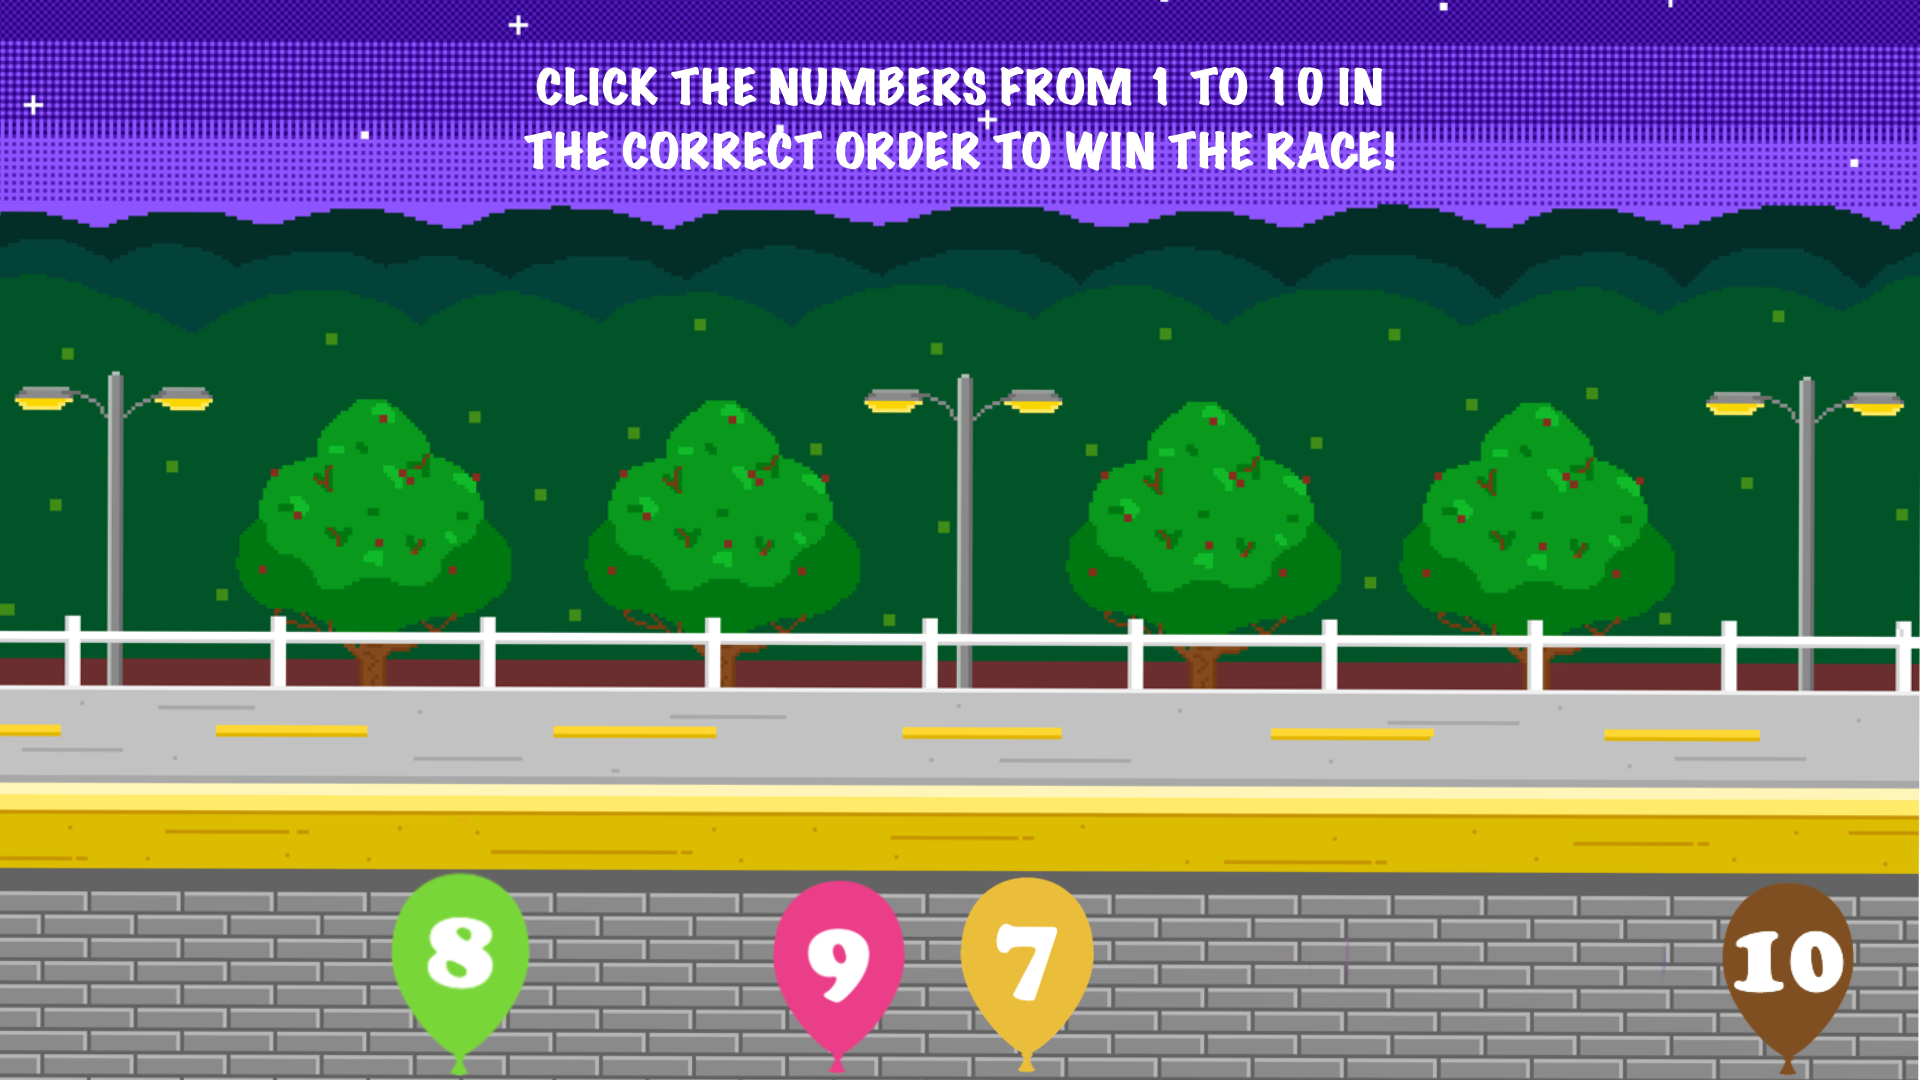 CLICK THE NUMBERS FROM 1 TO 10 IN
THE CORRECT ORDER TO WIN THE RACE!
8 9 7 10